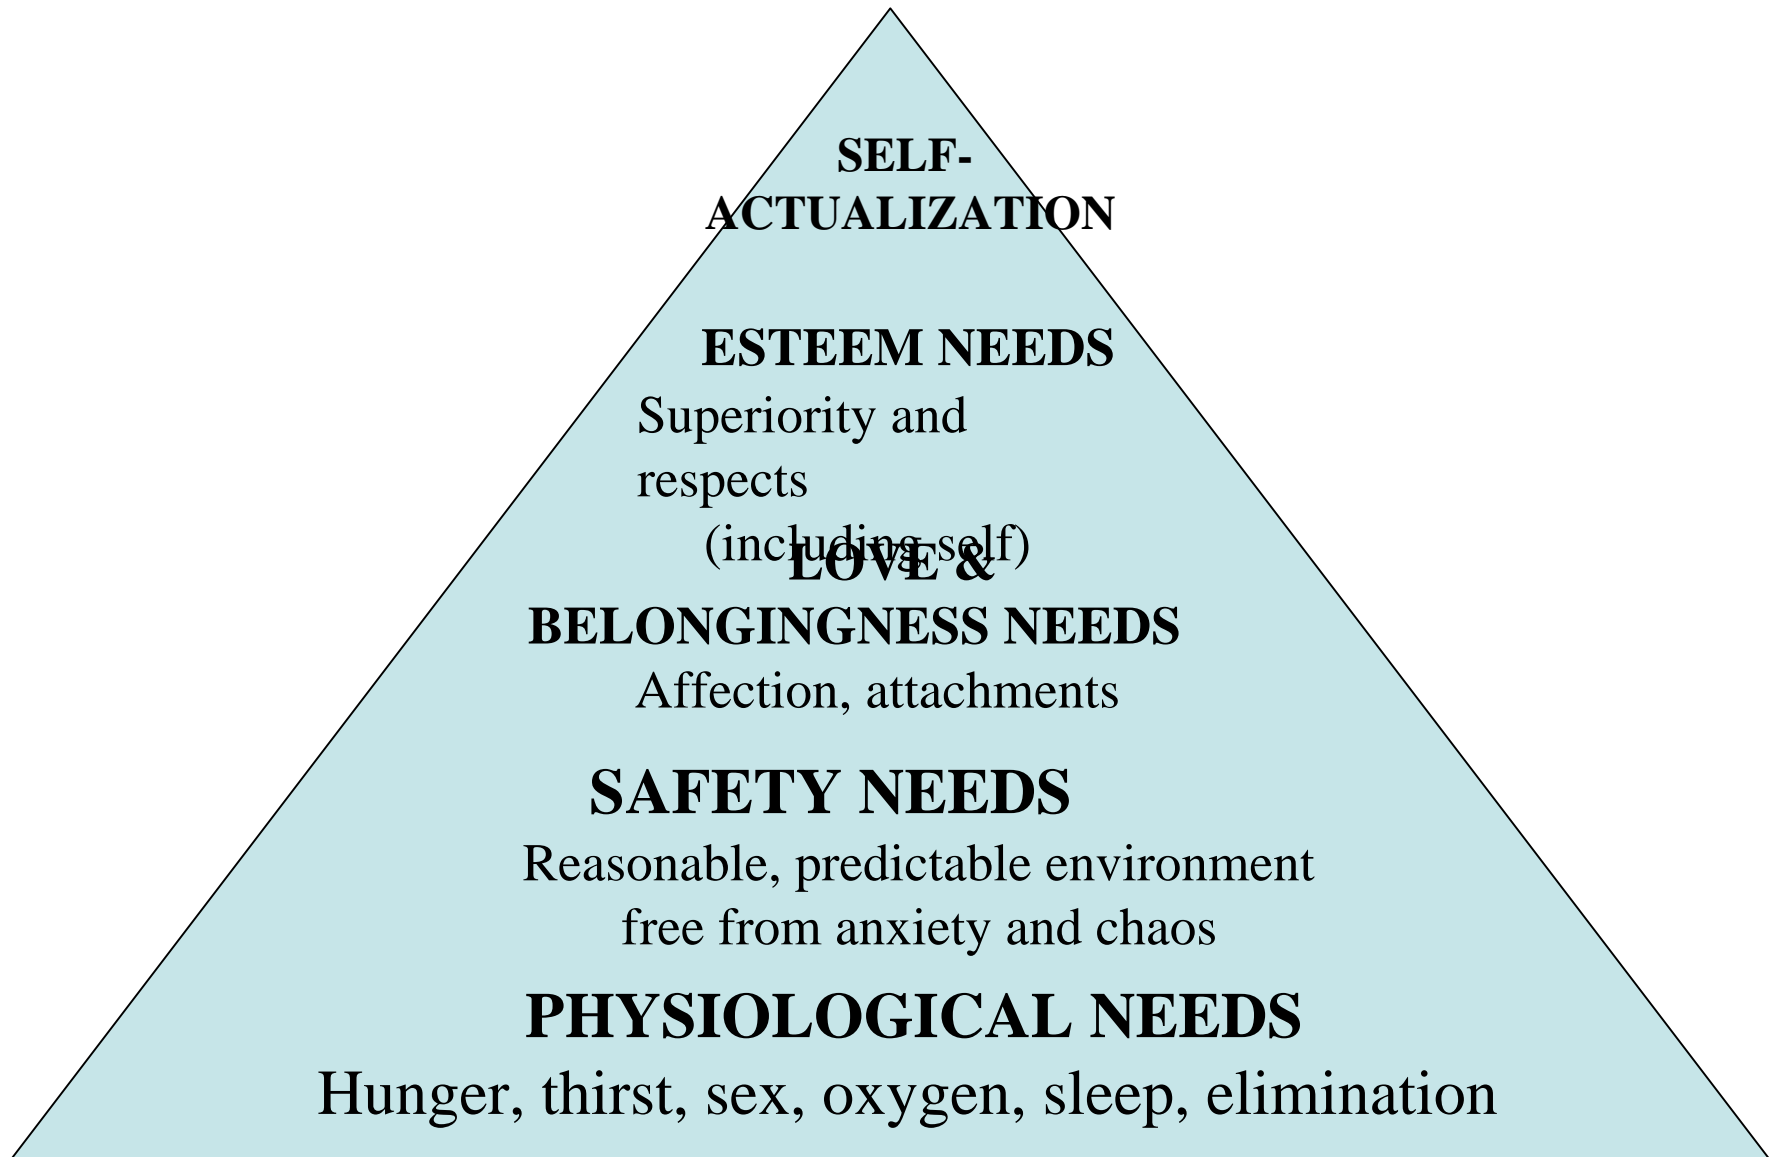 SELF-
ACTUALIZATION
ESTEEM NEEDS
Superiority and
respects
(including self)
LOVE &
BELONGINGNESS NEEDS
Affection, attachments
SAFETY NEEDS
Reasonable, predictable environment
free from anxiety and chaos
PHYSIOLOGICAL NEEDS
Hunger, thirst, sex, oxygen, sleep, elimination